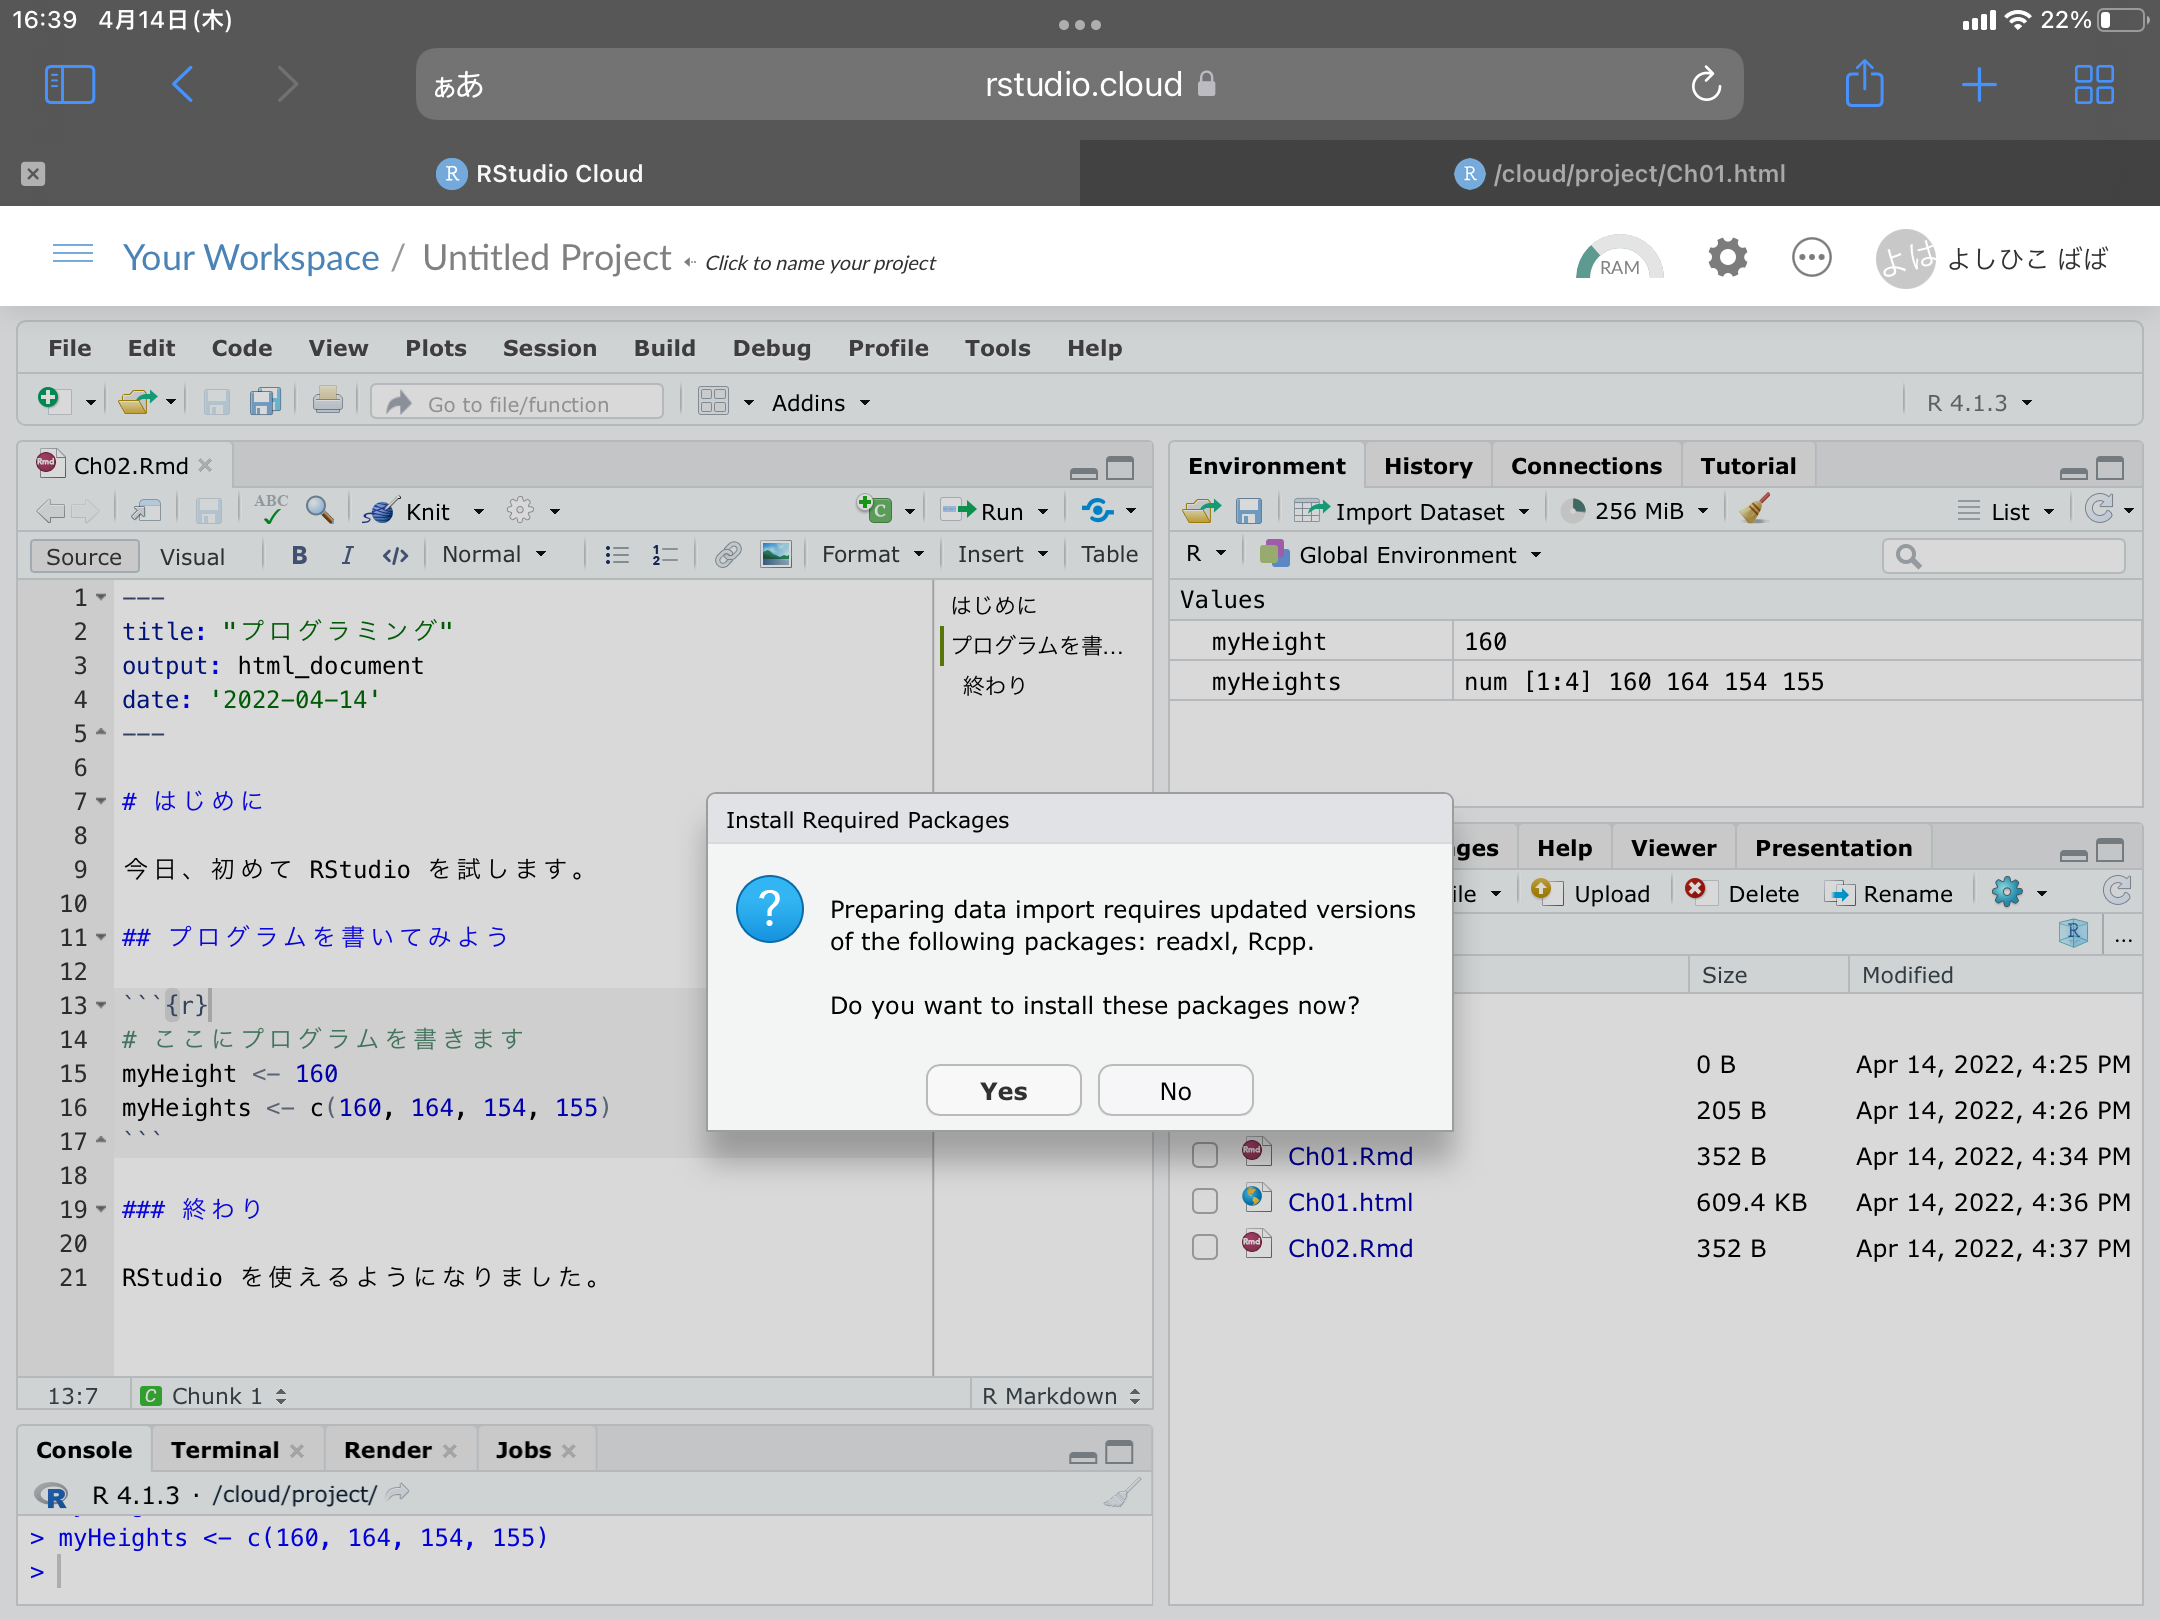 16:39 4月14日(木)
22%
ぁあ
rstudio.cloud
R RStudio Cloud
R /cloud/project/Ch01.html
Your Workspace / Untitled Project Click to name your project
RAM
よは よしひこ ばば
File Edit Code View Plots Session Build Debug Profile Tools Help
Go to file/function
Addins
R 4.1.3
Ch02.Rmd
ABC
Knit
Run
Source Visual B I </> Normal Format Insert Table
1 ---
2 title: "プログラミング"
3 output: html_document
4 date: '2022-04-14'
5 ---
6
7 # はじめに
8
9 今日、初めて RStudio を試します。
10
11 ## プログラムを書いてみよう
12
13 ```{r}
14 # ここにプログラムを書きます
15 myHeight <- 160
16 myHeights <- c(160, 164, 154, 155)
17 ```
18
19 ### 終わり
20
21 RStudio を使えるようになりました。
はじめに
プログラムを書...
終わり
13:7 C Chunk 1 R Markdown
Console Terminal Render Jobs
R R 4.1.3 · /cloud/project/
> myHeights <- c(160, 164, 154, 155)
>
Environment History Connections Tutorial
Import Dataset 256 MiB List
R Global Environment
Values
myHeight 160
myHeights num [1:4] 160 164 154 155
Install Required Packages
Preparing data import requires updated versions
of the following packages: readxl, Rcpp.
Do you want to install these packages now?
Yes No
ges Help Viewer Presentation
ile Upload Delete Rename
R ...
Size Modified
0 B Apr 14, 2022, 4:25 PM
205 B Apr 14, 2022, 4:26 PM
Rmd Ch01.Rmd 352 B Apr 14, 2022, 4:34 PM
Ch01.html 609.4 KB Apr 14, 2022, 4:36 PM
Rmd Ch02.Rmd 352 B Apr 14, 2022, 4:37 PM